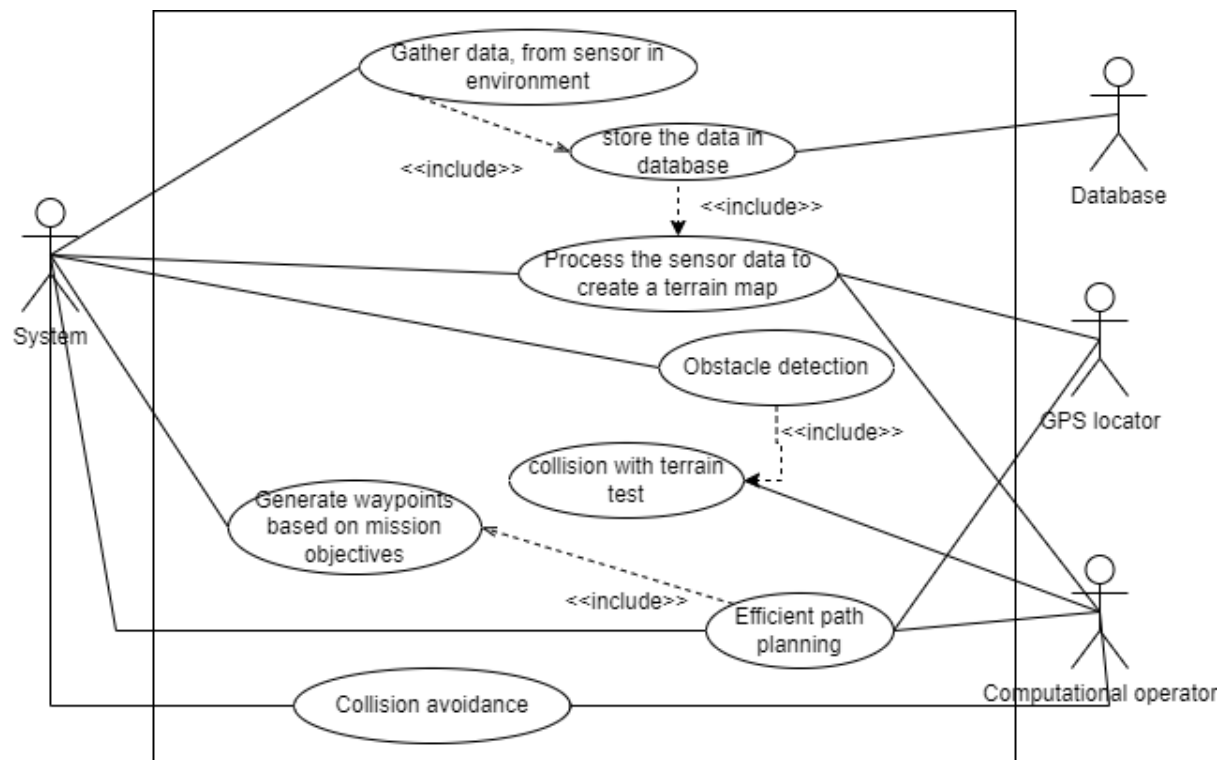 Gather data, from sensor in
environment
store the data in
database
<<include>>
Database
<<include>>
Process the sensor data to
create a terrain map
System
Obstacle detection
GPS locator
<<include>>
collision with terrain
test
Generate waypoints
based on mission
objectives
<<include>>
Efficient path
planning
Computational operator
Collision avoidance